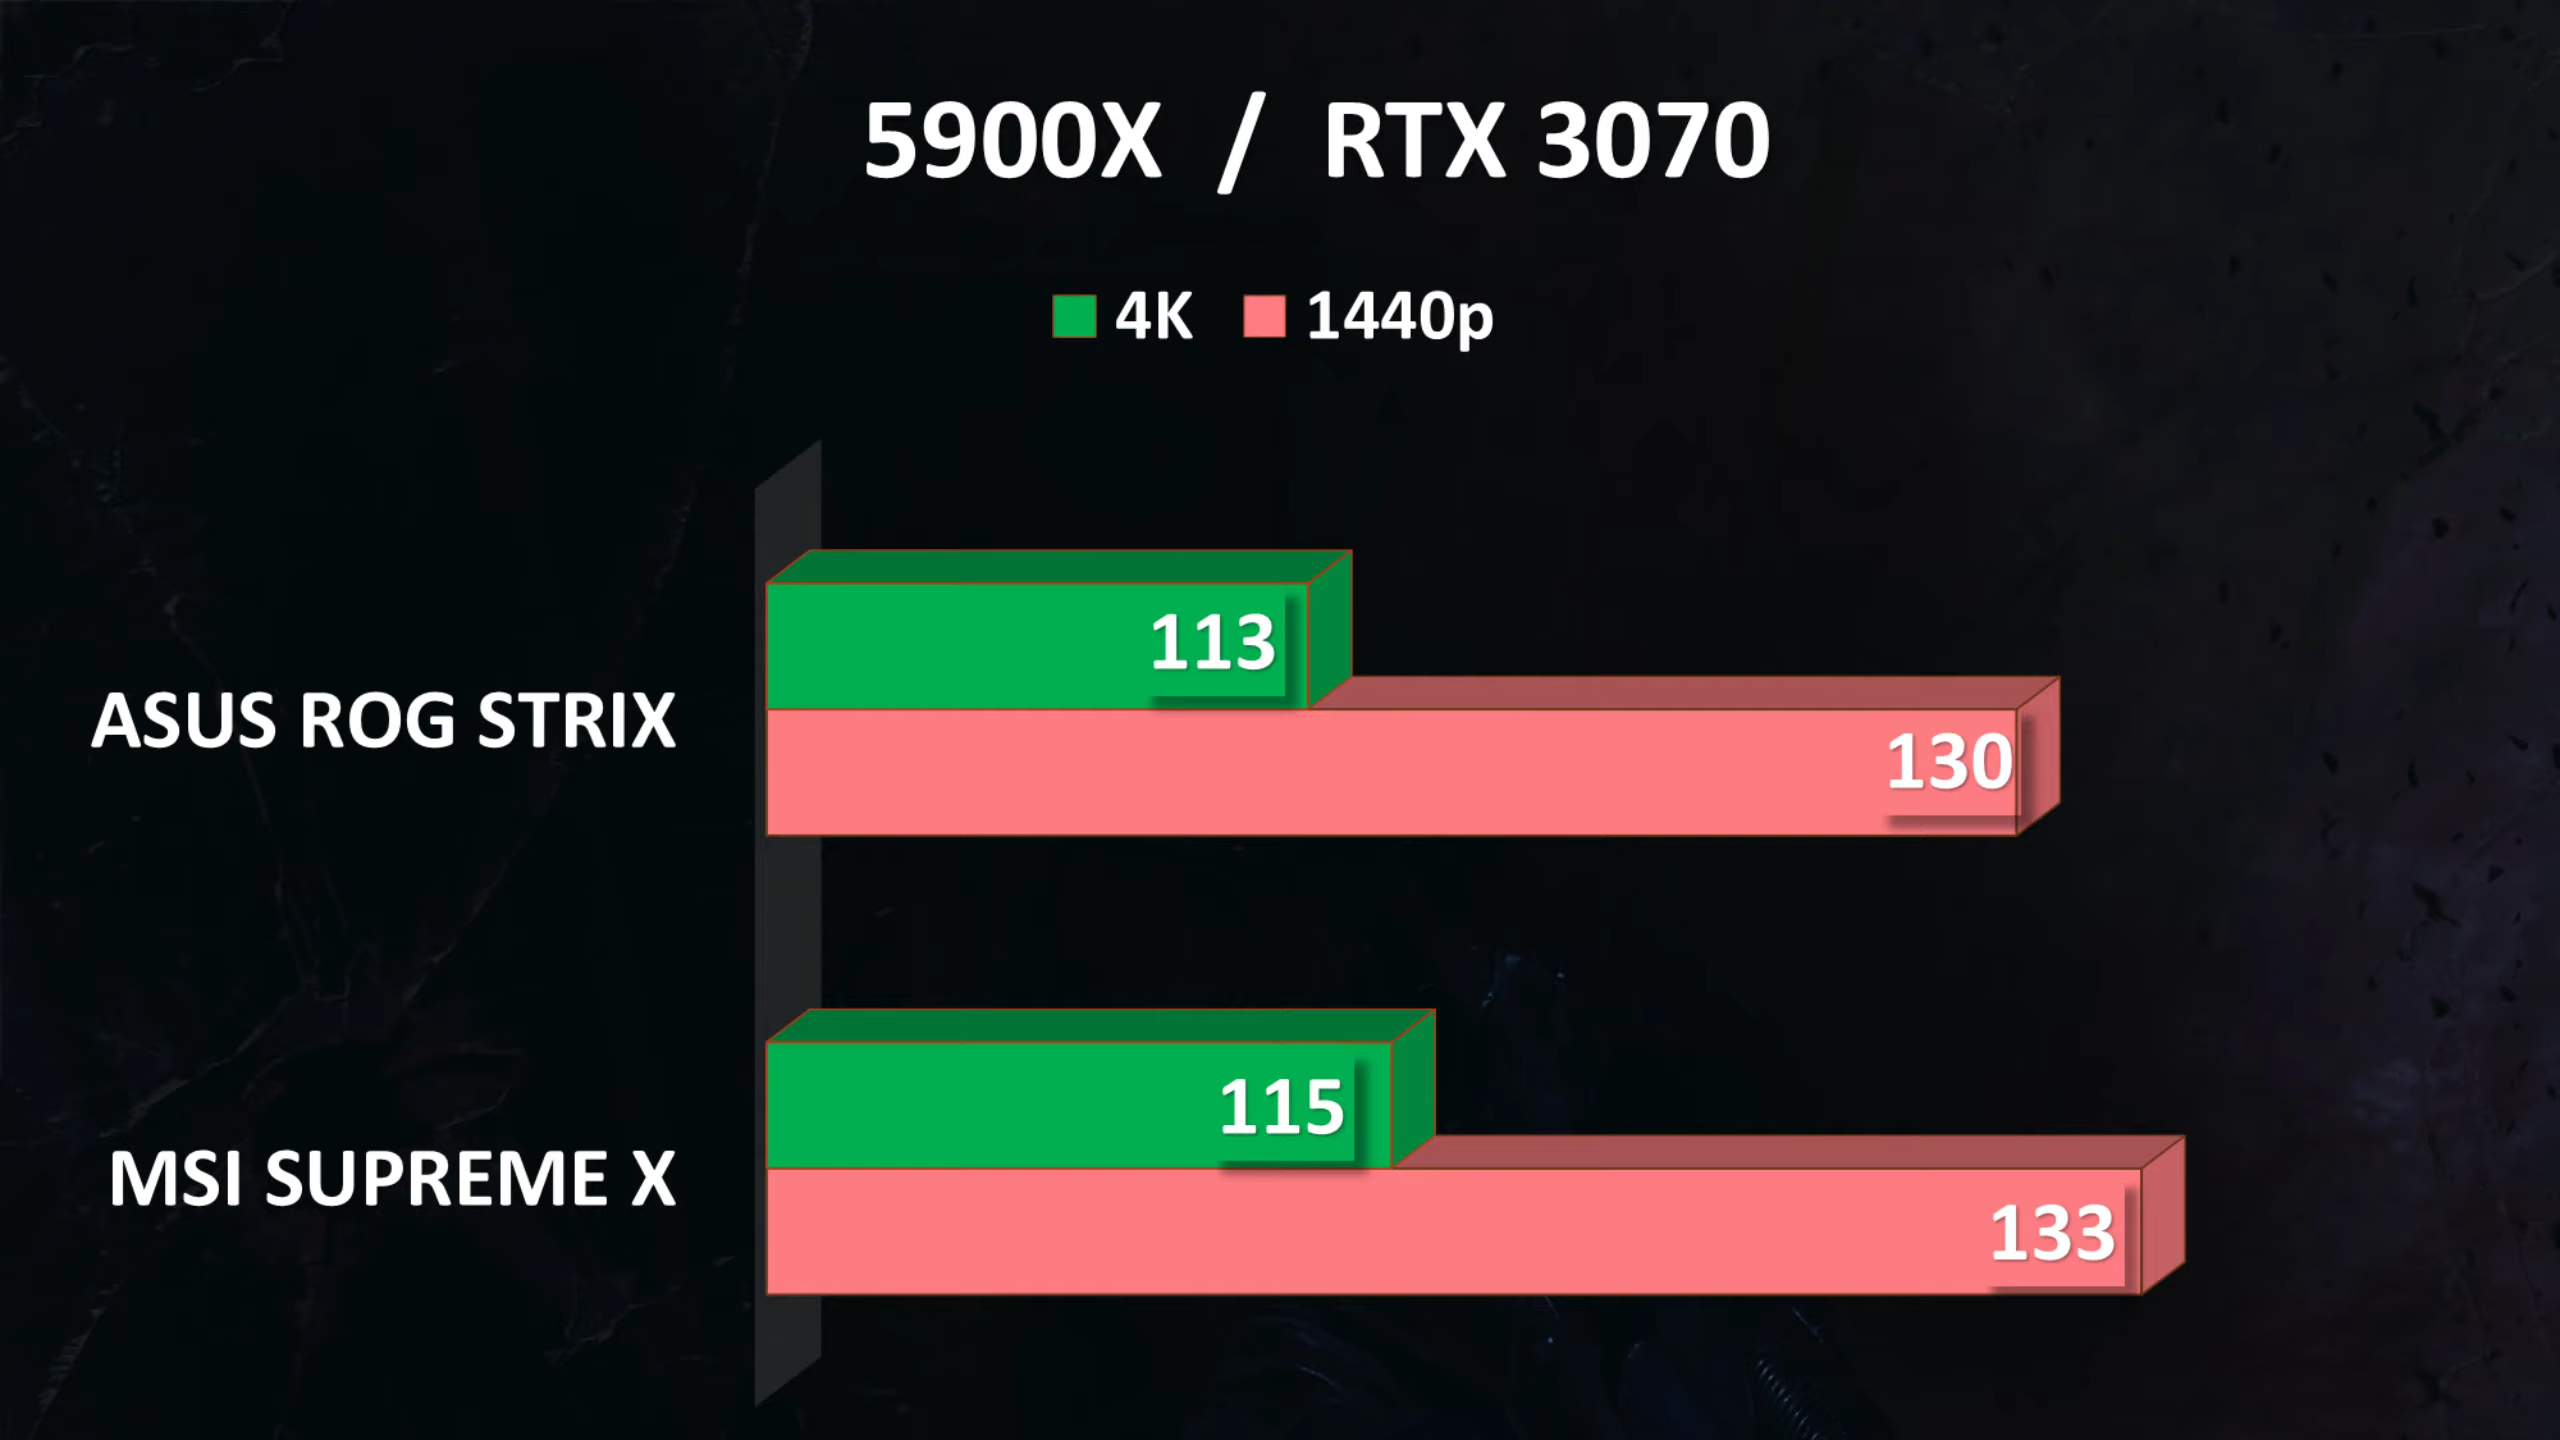 5900X / RTX 3070
4K 1440p
113
ASUS ROG STRIX
130
115
MSI SUPREME X
133